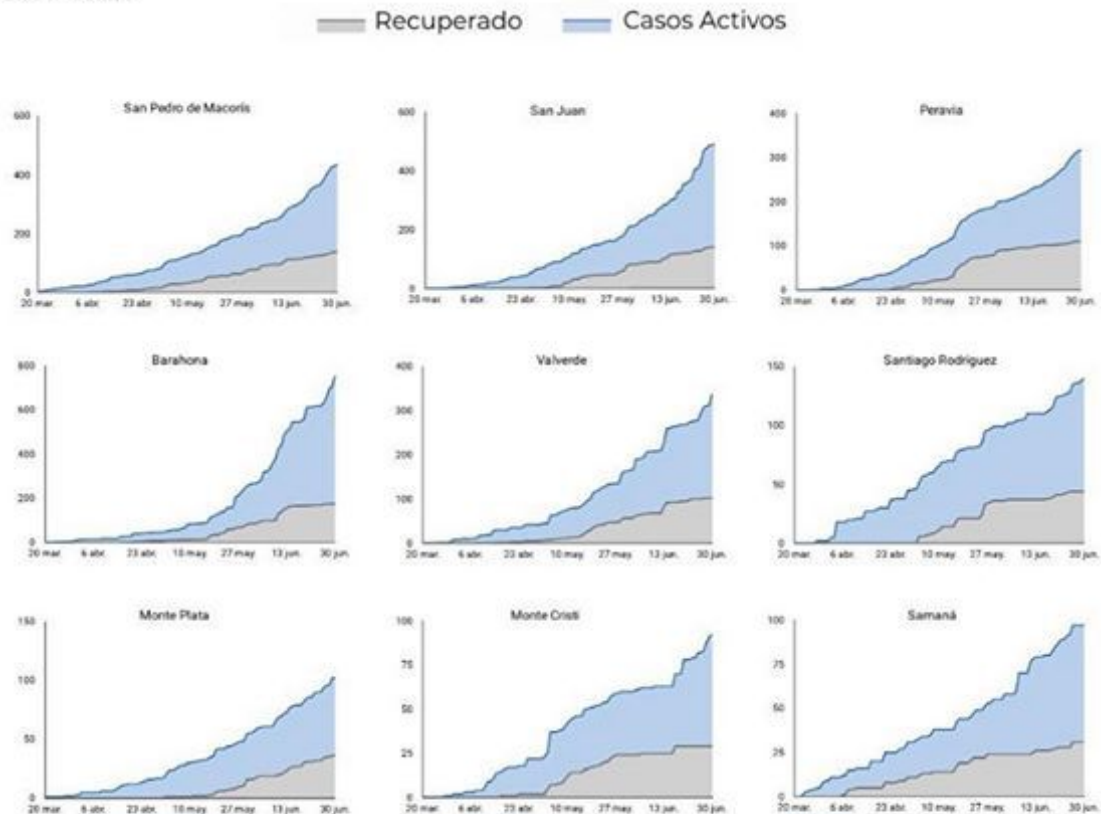 Recuperado Casos Activos
San Pedro de Macorís San Juan Peravia
600 600 400
300
400 400
200
200 200
100
0 0 0
20 mar. 6 abr. 23 abr. 10 may. 27 may. 13 jun. 30 jun. 20 mar. 6 abr. 23 abr. 10 may. 27 may. 13 jun. 30 jun. 20 mar. 6 abr. 23 abr. 10 may. 27 may. 13 jun. 30 jun.
Barahona Valverde Santiago Rodríguez
800 400 150
600 300
100
400 200
50
200 100
0 0 0
20 mar. 6 abr. 23 abr. 10 may. 27 may. 13 jun. 30 jun. 20 mar. 6 abr. 23 abr. 10 may. 27 may. 13 jun. 30 jun. 20 mar. 6 abr. 23 abr. 10 may. 27 may. 13 jun. 30 jun.
Monte Plata Monte Cristi Samaná
150 100 100
75 75
100
50 50
50
25 25
0 0 0
20 mar. 6 abr. 23 abr. 10 may. 27 may. 13 jun. 30 jun. 20 mar. 6 abr. 23 abr. 10 may. 27 may. 13 jun. 30 jun. 20 mar. 6 abr. 23 abr. 10 may. 27 may. 13 jun. 30 jun.